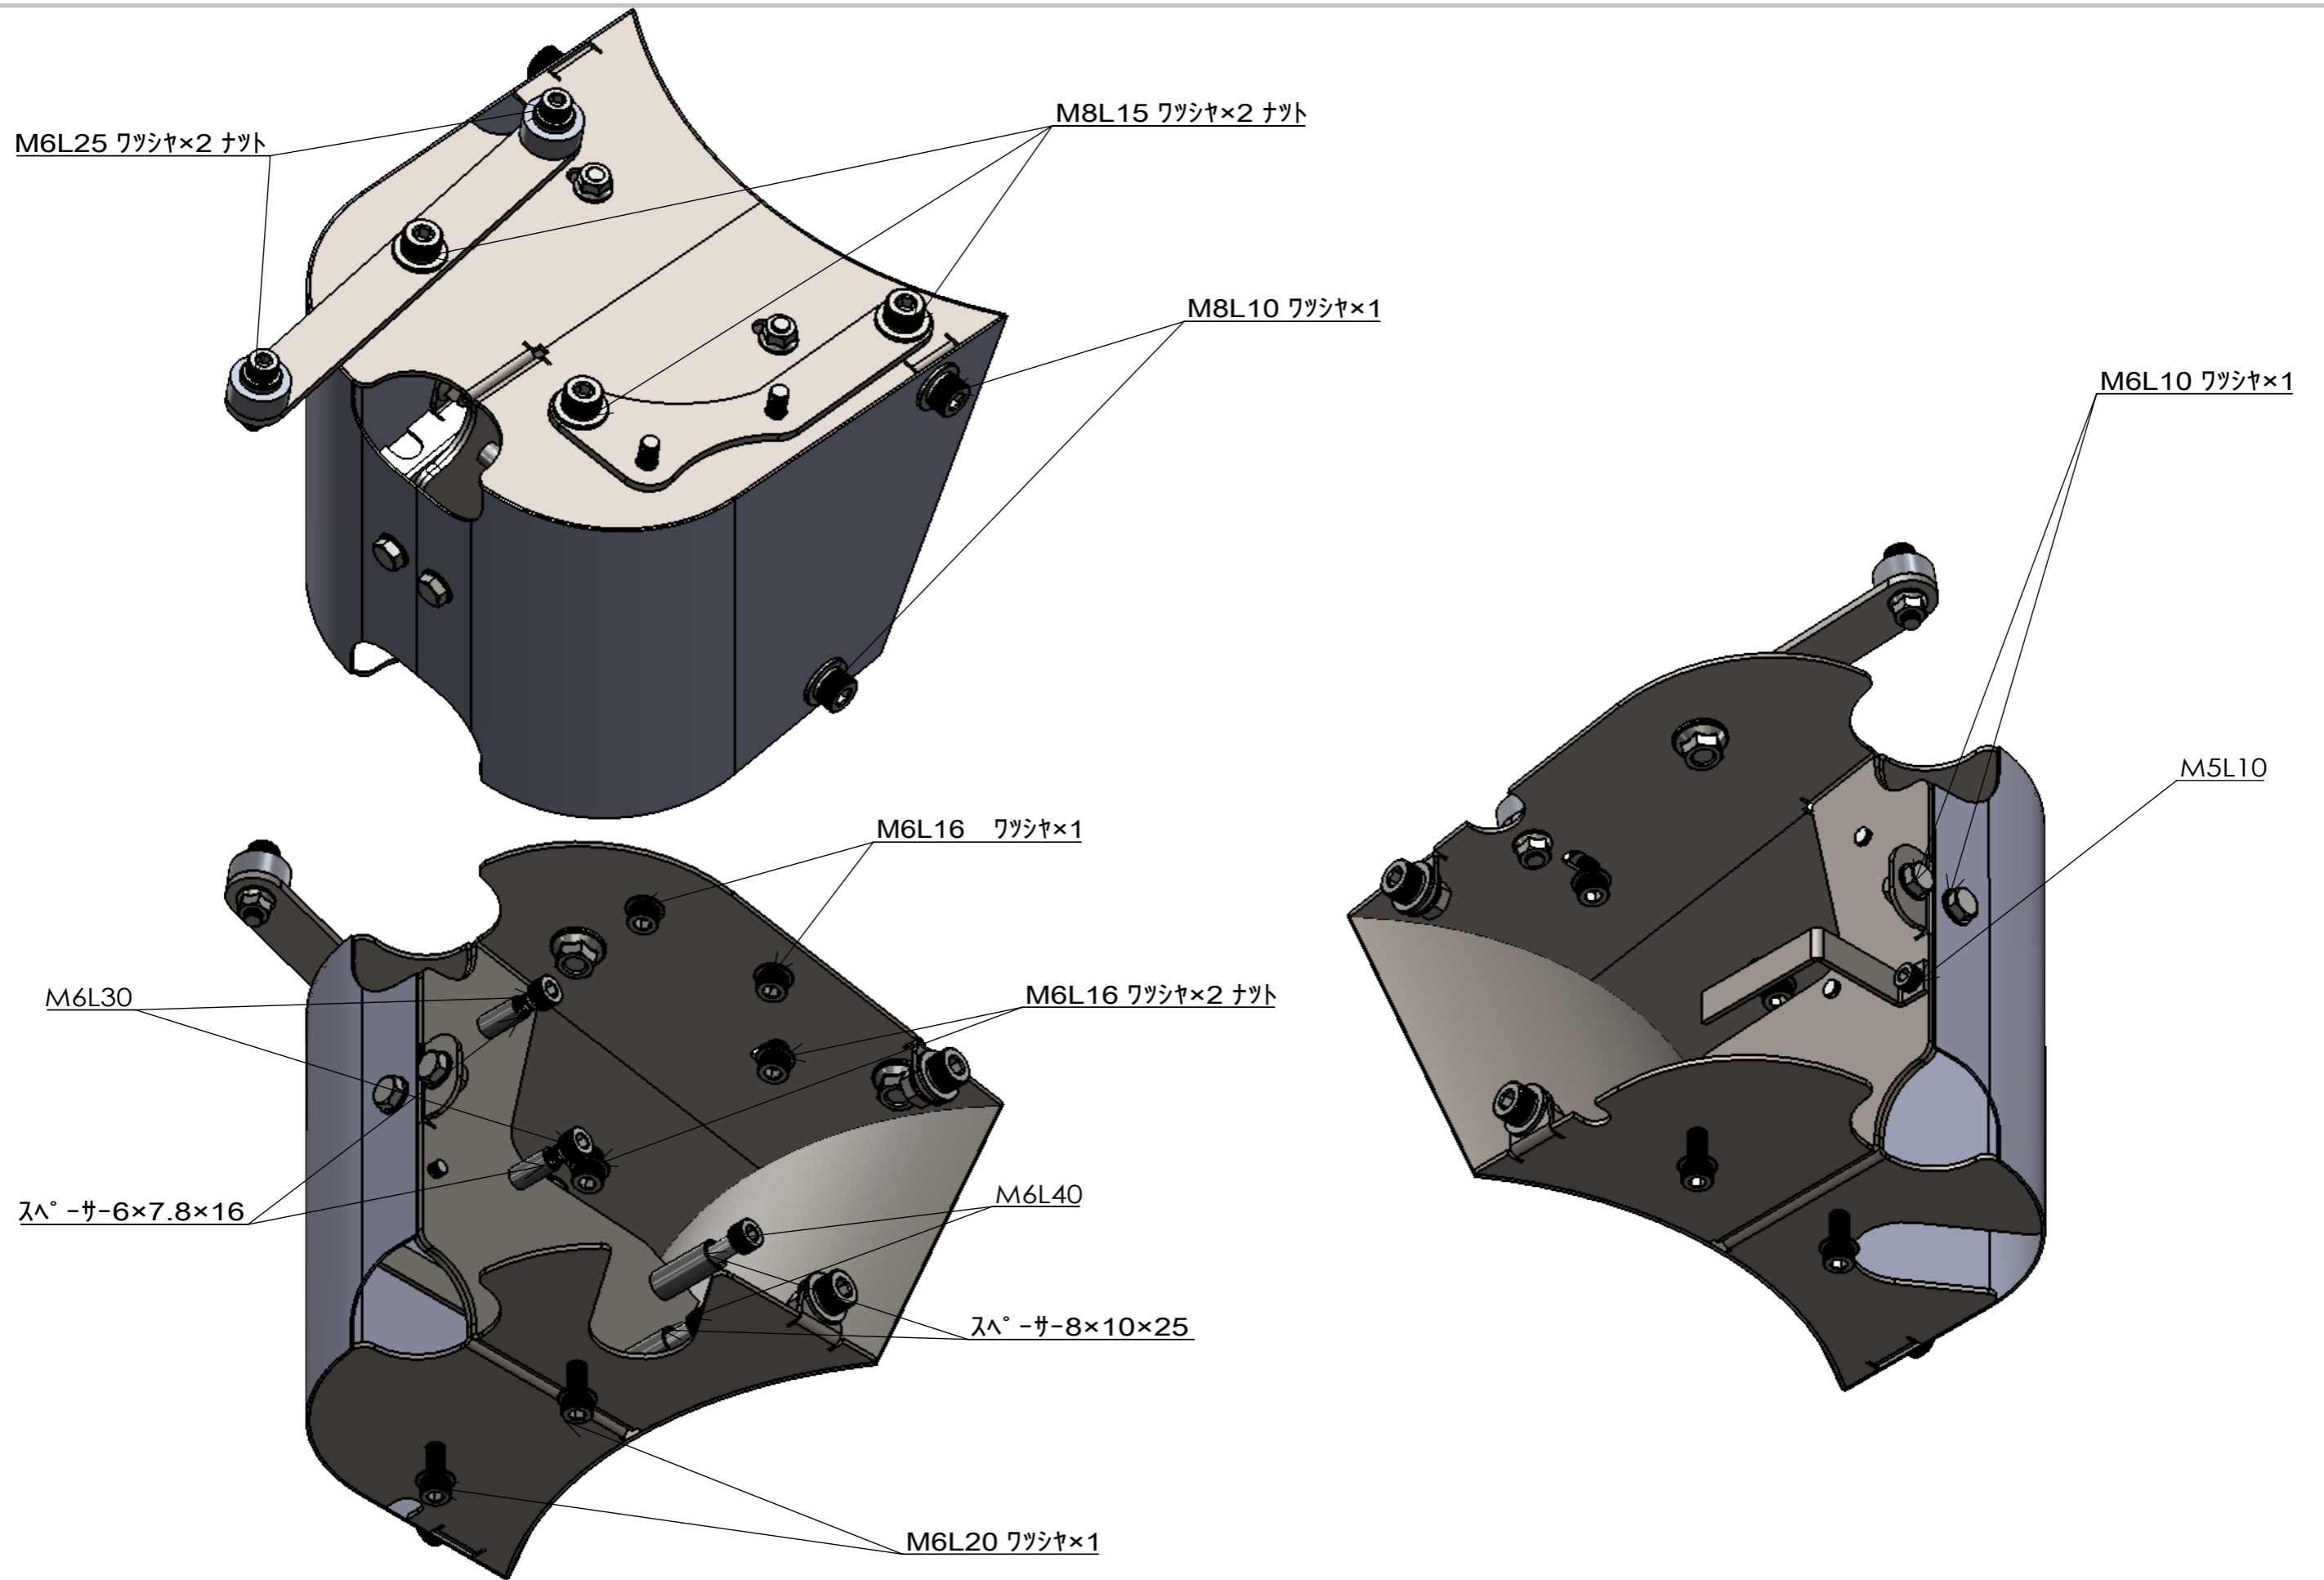 M6L25 ﾜｯｼｬ×2 ﾅｯﾄ
M8L15 ﾜｯｼｬ×2 ﾅｯﾄ
M8L10 ﾜｯｼｬ×1
M6L10 ﾜｯｼｬ×1
M5L10
M6L16　ﾜｯｼｬ×1
M6L30
M6L16 ﾜｯｼｬ×2 ﾅｯﾄ
M6L40
ｽﾍﾟｰｻｰ6×7.8×16
ｽﾍﾟｰｻｰ8×10×25
M6L20 ﾜｯｼｬ×1